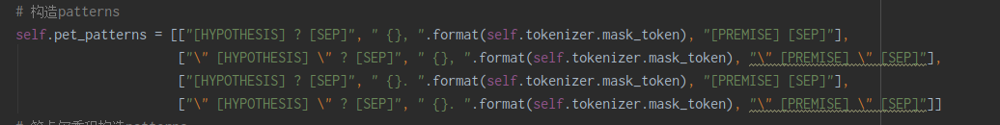 # 构造patterns
self.pet_patterns = [["[HYPOTHESIS] ? [SEP]", " {}, ".format(self.tokenizer.mask_token), "[PREMISE] [SEP]"],
["\" [HYPOTHESIS] \" ? [SEP]", " {}, ".format(self.tokenizer.mask_token), "\" [PREMISE] \" [SEP]"],
["[HYPOTHESIS] ? [SEP]", " {}. ".format(self.tokenizer.mask_token), "[PREMISE] [SEP]"],
["\" [HYPOTHESIS] \" ? [SEP]", " {}. ".format(self.tokenizer.mask_token), "\" [PREMISE] \" [SEP]"]]